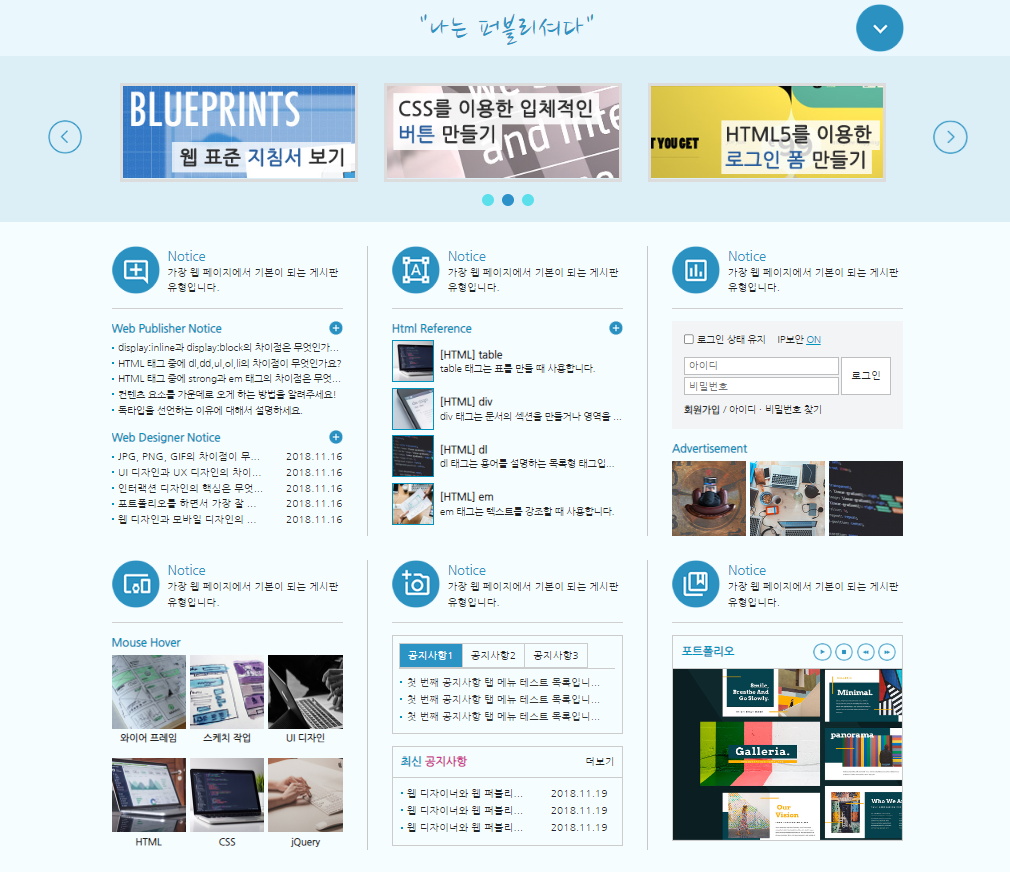 "나는 퍼블리셔다"
BLUEPRINTS
웹 표준 지침서 보기
CSS를 이용한 입체적인
버튼 만들기
and inte
T YOU GET
HTML5를 이용한
로그인 폼 만들기
Notice
가장 웹 페이지에서 기본이 되는 게시판
유형입니다.
Web Publisher Notice
display:inline과 display:block의 차이점은 무엇인가...
HTML 태그 중에 dl,dd,ul,ol,li의 차이점이 무엇인가요?
HTML 태그 중에 strong과 em 태그의 차이점은 무엇...
컨텐츠 요소를 가운데로 오게 하는 방법을 알려주세요!
독타입을 선언하는 이유에 대해서 설명하세요.
Web Designer Notice
JPG, PNG, GIF의 차이점이 무... 2018.11.16
UI 디자인과 UX 디자인의 차이... 2018.11.16
인터랙션 디자인의 핵심은 무엇... 2018.11.16
포트폴리오를 하면서 가장 잘 ... 2018.11.16
웹 디자인과 모바일 디자인의 ... 2018.11.16
Notice
가장 웹 페이지에서 기본이 되는 게시판
유형입니다.
Html Reference
[HTML] table
table 태그는 표를 만들 때 사용합니다.
[HTML] div
div 태그는 문서의 섹션을 만들거나 영역을 ...
[HTML] dl
dl 태그는 용어를 설명하는 목록형 태그입...
[HTML] em
em 태그는 텍스트를 강조할 때 사용합니다.
Notice
가장 웹 페이지에서 기본이 되는 게시판
유형입니다.
로그인 상태 유지 IP보안 ON
아이디
비밀번호
로그인
회원가입 / 아이디 · 비밀번호 찾기
Advertisement
Notice
가장 웹 페이지에서 기본이 되는 게시판
유형입니다.
Mouse Hover
와이어 프레임 스케치 작업 UI 디자인
HTML CSS jQuery
Notice
가장 웹 페이지에서 기본이 되는 게시판
유형입니다.
공지사항1 공지사항2 공지사항3
첫 번째 공지사항 탭 메뉴 테스트 목록입니...
첫 번째 공지사항 탭 메뉴 테스트 목록입니...
첫 번째 공지사항 탭 메뉴 테스트 목록입니...
최신 공지사항 더보기
웹 디자이너와 웹 퍼블리... 2018.11.19
웹 디자이너와 웹 퍼블리... 2018.11.19
웹 디자이너와 웹 퍼블리... 2018.11.19
Notice
가장 웹 페이지에서 기본이 되는 게시판
유형입니다.
포트폴리오
Smile,
Breathe And
Go Slowly.
Minimal.
Galleria.
panorama
Our
Vision
Who We A